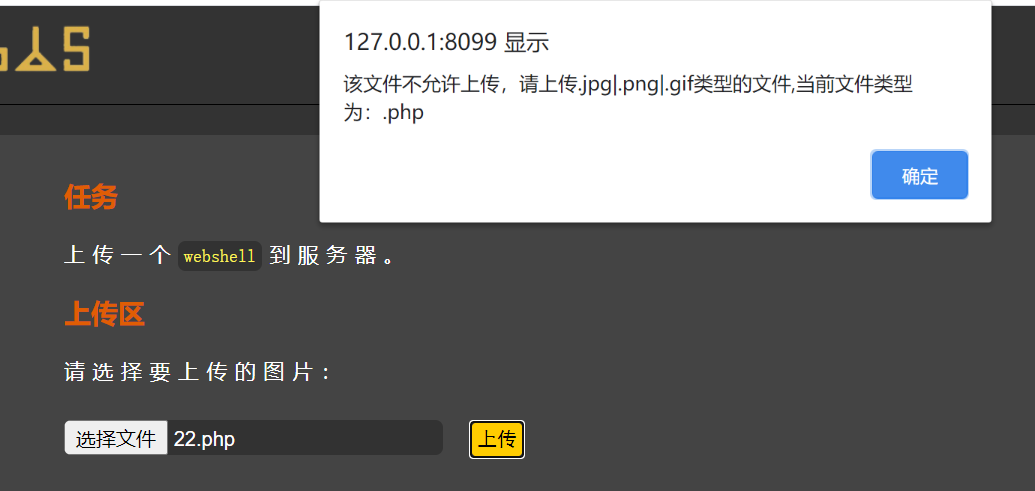 127.0.0.1:8099 显示
该文件不允许上传，请上传.jpg|.png|.gif类型的文件,当前文件类型
为：.php
确定
任务
上传一个 webshell 到服务器。
上传区
请选择要上传的图片：
选择文件 22.php 上传